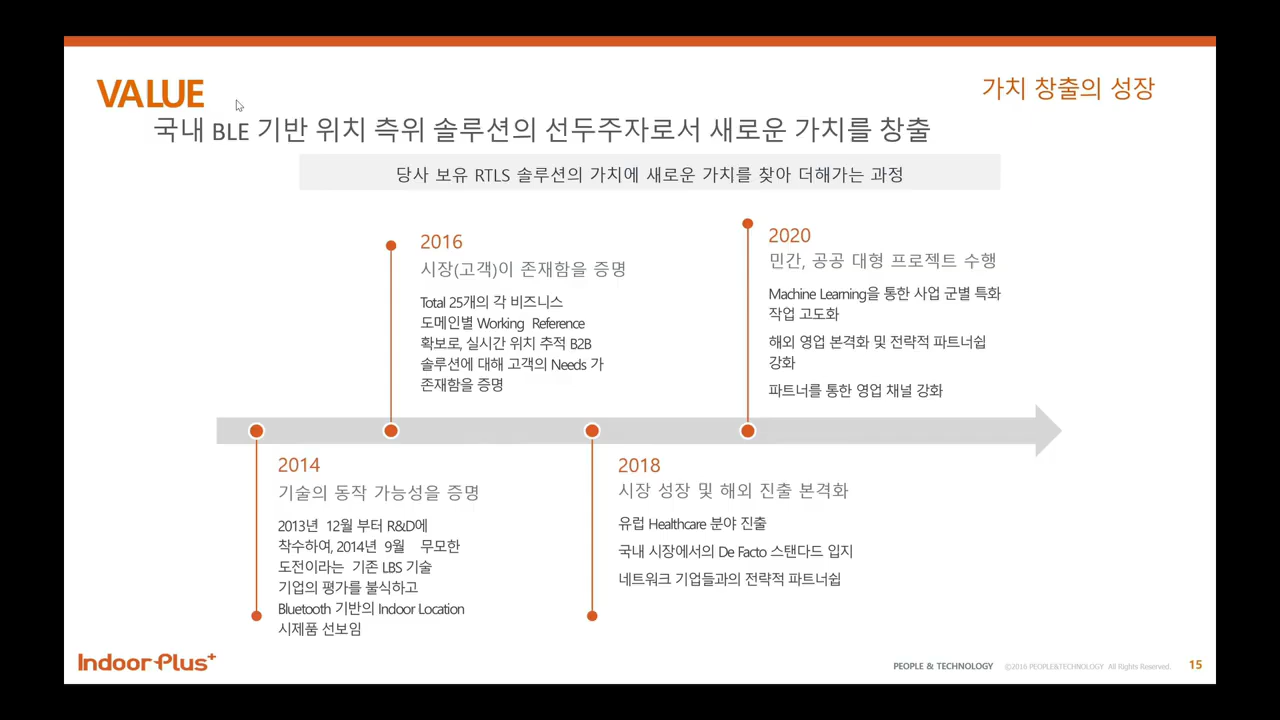 VALUE
가치 창출의 성장
국내 BLE 기반 위치 측위 솔루션의 선두주자로서 새로운 가치를 창출
당사 보유 RTLS 솔루션의 가치에 새로운 가치를 찾아 더해가는 과정
2016
시장(고객)이 존재함을 증명
Total 25개의 각 비즈니스
도메인별 Working Reference
확보로, 실시간 위치 추적 B2B
솔루션에 대해 고객의 Needs 가
존재함을 증명
2020
민간, 공공 대형 프로젝트 수행
Machine Learning을 통한 사업 군별 특화
작업 고도화
해외 영업 본격화 및 전략적 파트너쉽
강화
파트너를 통한 영업 채널 강화
2014
기술의 동작 가능성을 증명
2013년 12월 부터 R&D에
착수하여, 2014년 9월 무모한
도전이라는 기존 LBS 기술
기업의 평가를 불식하고
Bluetooth 기반의 Indoor Location
시제품 선보임
2018
시장 성장 및 해외 진출 본격화
유럽 Healthcare 분야 진출
국내 시장에서의 De Facto 스탠다드 입지
네트워크 기업들과의 전략적 파트너쉽
IndoorPlus+
PEOPLE & TECHNOLOGY ©2016 PEOPLE&TECHNOLOGY All Rights Reserved. 15